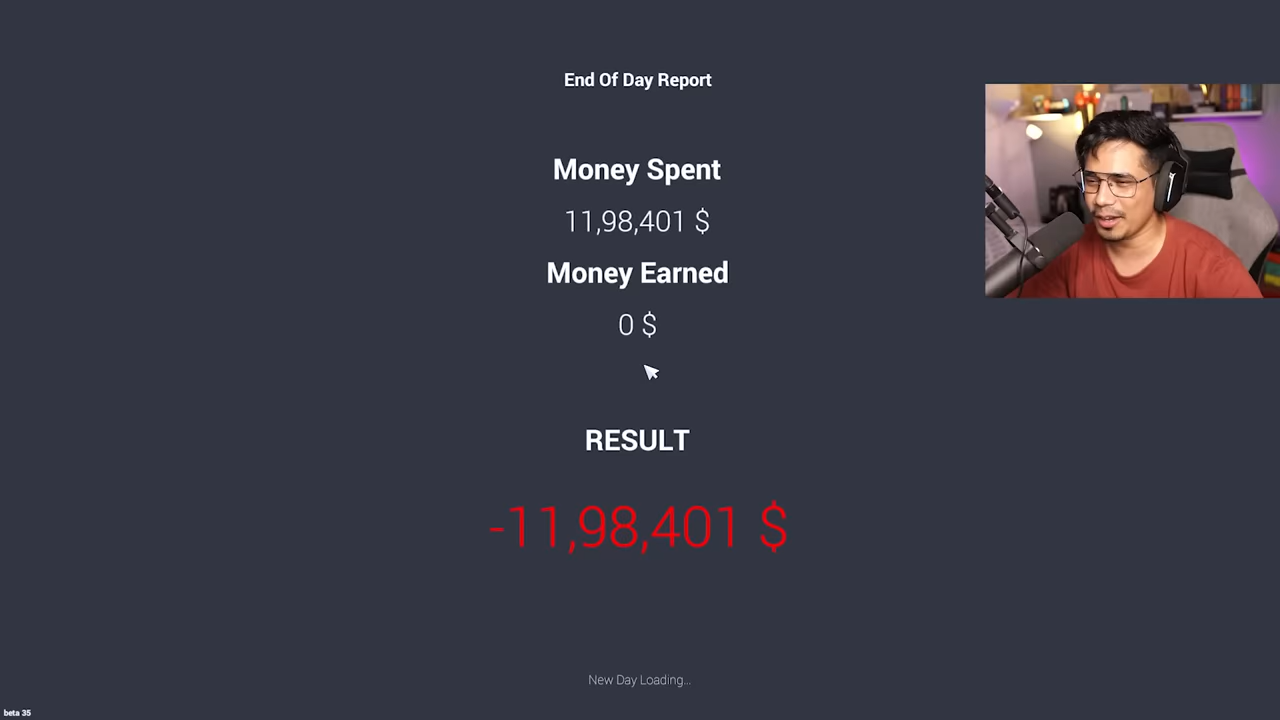 End Of Day Report
Money Spent
11,98,401 $
Money Earned
0 $
RESULT
-11,98,401 $
New Day Loading...
beta 35